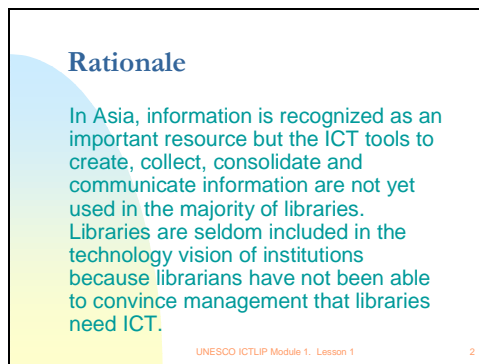 Rationale
In Asia, information is recognized as an
important resource but the ICT tools to
create, collect, consolidate and
communicate information are not yet
used in the majority of libraries.
Libraries are seldom included in the
technology vision of institutions
because librarians have not been able
to convince management that libraries
need ICT.
UNESCO ICTLIP Module 1. Lesson 1
2